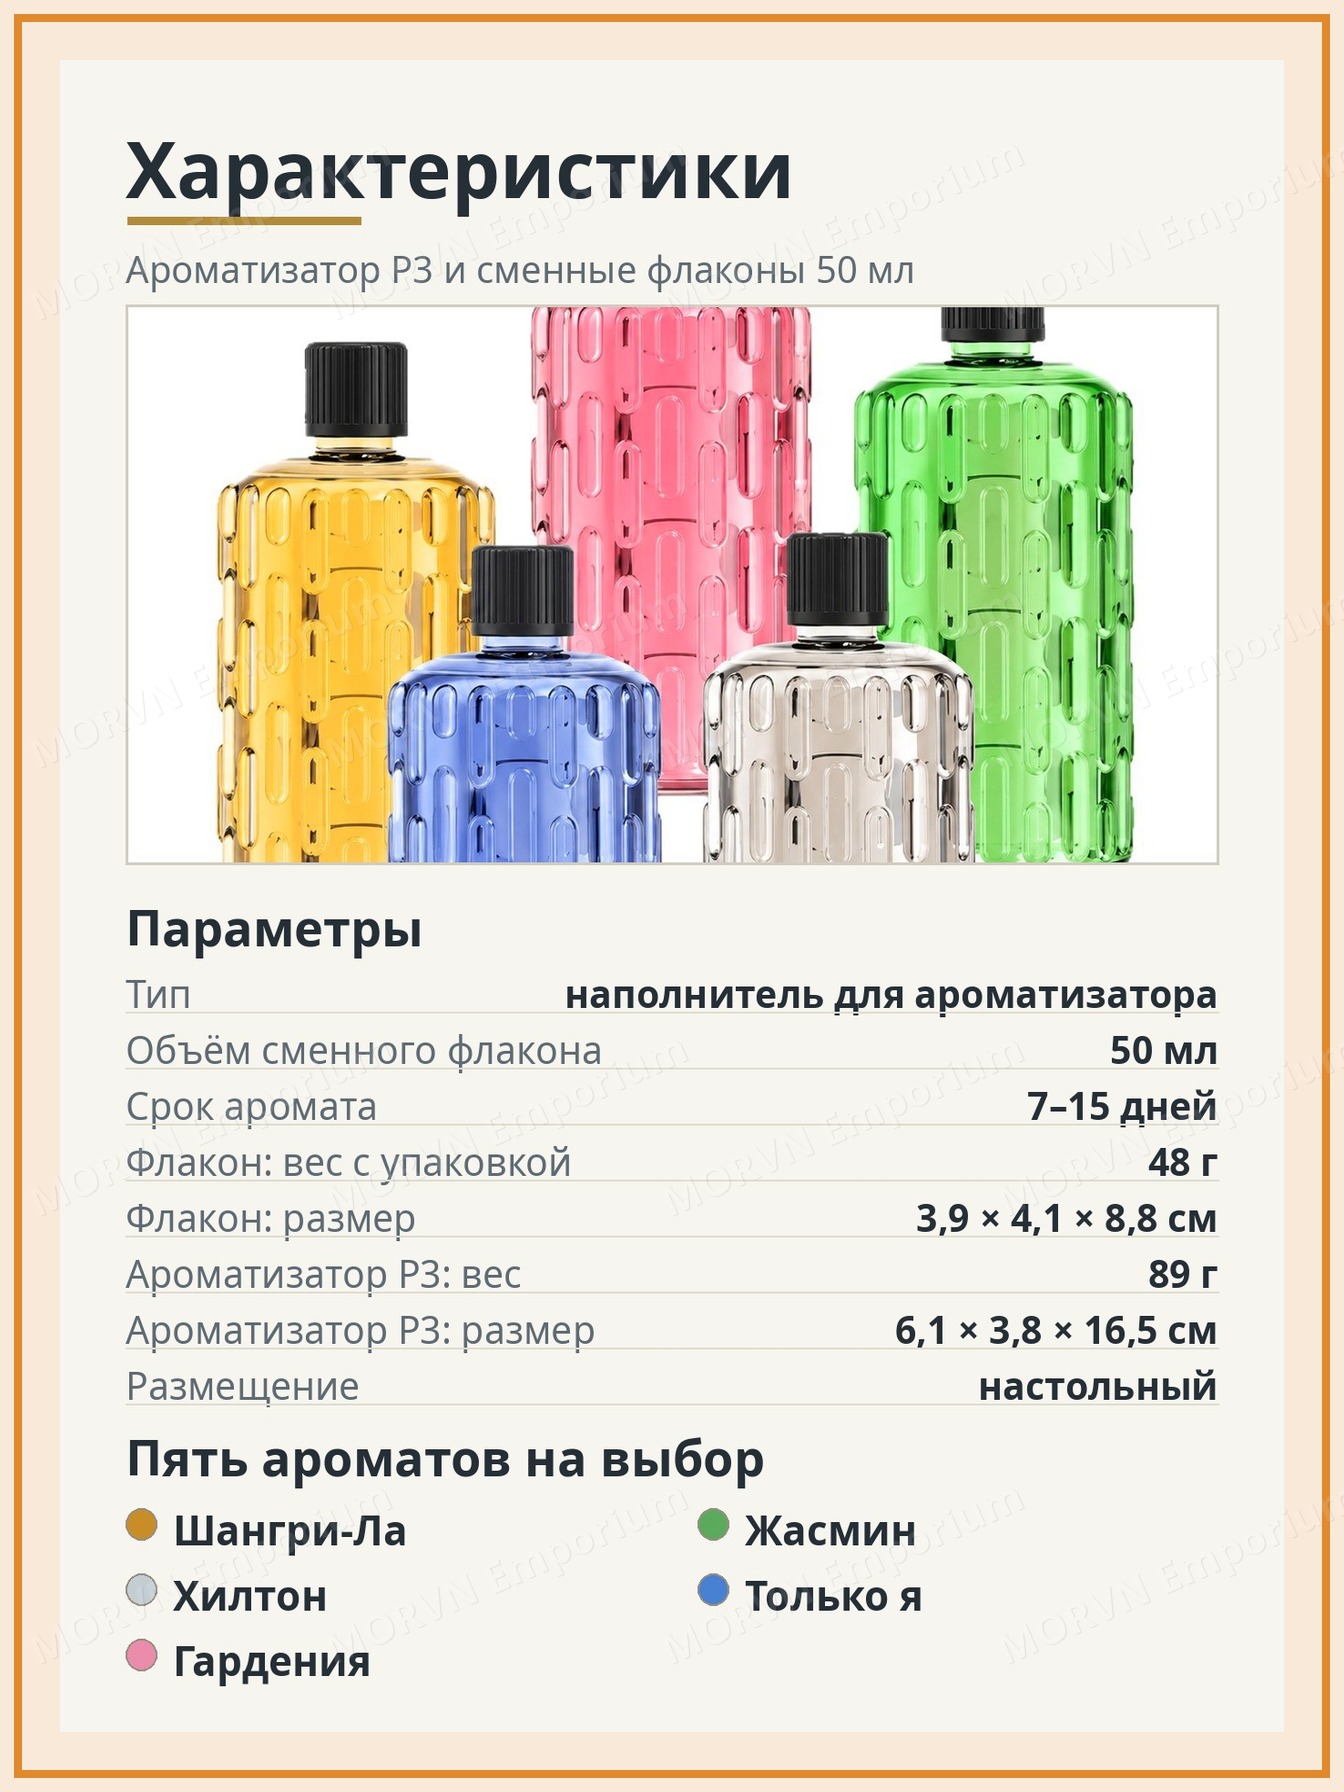 Характеристики
Ароматизатор P3 и сменные флаконы 50 мл
Параметры
Тип наполнитель для ароматизатора
Объём сменного флакона 50 мл
Срок аромата 7–15 дней
Флакон: вес с упаковкой 48 г
Флакон: размер 3,9 × 4,1 × 8,8 см
Ароматизатор P3: вес 89 г
Ароматизатор P3: размер 6,1 × 3,8 × 16,5 см
Размещение настольный
Пять ароматов на выбор
Шангри-Ла Жасмин
Хилтон Только я
Гардения
MORVN Emporium